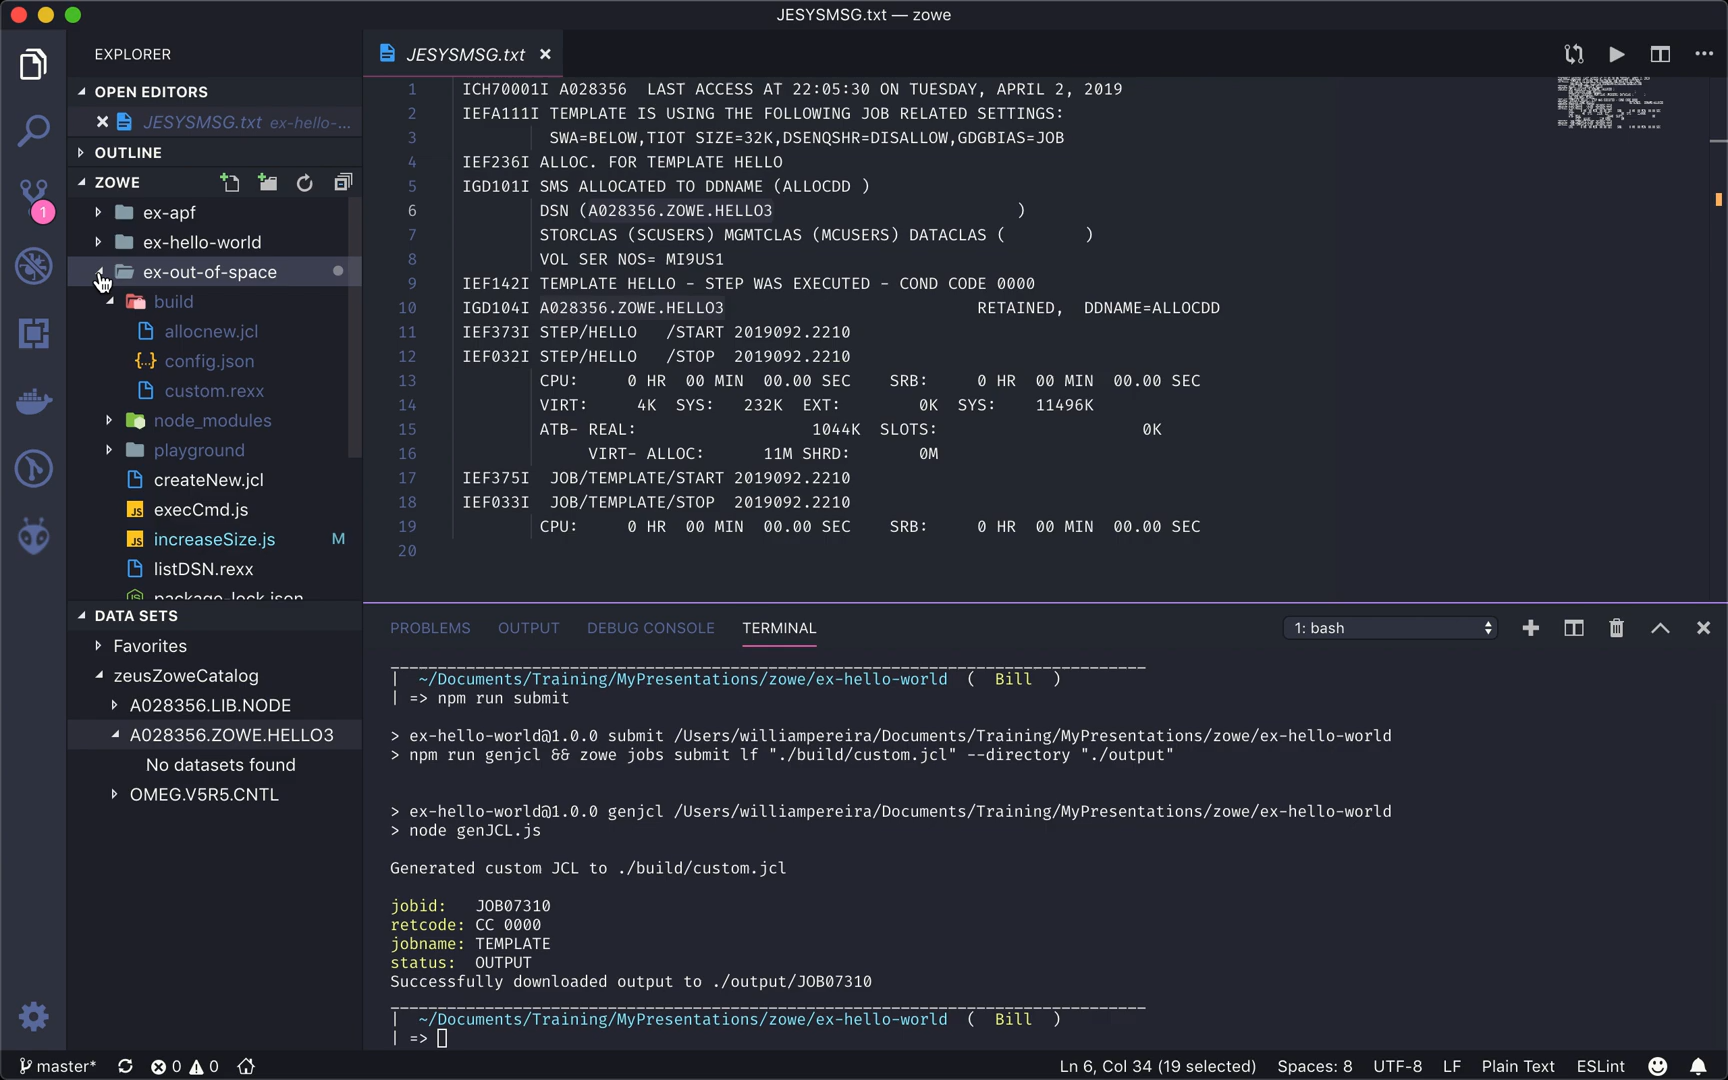 JESYSMSG.txt — zowe
EXPLORER
OPEN EDITORS
JESYSMSG.txt ex-hello-...
OUTLINE
ZOWE
1
ex-apf
ex-hello-world
ex-out-of-space
build
allocnew.jcl
{..} config.json
custom.rexx
node_modules
playground
createNew.jcl
JS execCmd.js
JS increaseSize.js M
listDSN.rexx
package-lock.json
DATA SETS
Favorites
zeusZoweCatalog
A028356.LIB.NODE
A028356.ZOWE.HELLO3
No datasets found
OMEG.V5R5.CNTL
JESYSMSG.txt
1 ICH70001I A028356  LAST ACCESS AT 22:05:30 ON TUESDAY, APRIL 2, 2019
2 IEFA111I TEMPLATE IS USING THE FOLLOWING JOB RELATED SETTINGS:
3 SWA=BELOW,TIOT SIZE=32K,DSENQSHR=DISALLOW,GDGBIAS=JOB
4 IEF236I ALLOC. FOR TEMPLATE HELLO
5 IGD101I SMS ALLOCATED TO DDNAME (ALLOCDD )
6 DSN (A028356.ZOWE.HELLO3 )
7 STORCLAS (SCUSERS) MGMTCLAS (MCUSERS) DATACLAS ( )
8 VOL SER NOS= MI9US1
9 IEF142I TEMPLATE HELLO - STEP WAS EXECUTED - COND CODE 0000
10 IGD104I A028356.ZOWE.HELLO3 RETAINED, DDNAME=ALLOCDD
11 IEF373I STEP/HELLO /START 2019092.2210
12 IEF032I STEP/HELLO /STOP 2019092.2210
13 CPU: 0 HR 00 MIN 00.00 SEC SRB: 0 HR 00 MIN 00.00 SEC
14 VIRT: 4K SYS: 232K EXT: 0K SYS: 11496K
15 ATB- REAL: 1044K SLOTS: 0K
16 VIRT- ALLOC: 11M SHRD: 0M
17 IEF375I JOB/TEMPLATE/START 2019092.2210
18 IEF033I JOB/TEMPLATE/STOP 2019092.2210
19 CPU: 0 HR 00 MIN 00.00 SEC SRB: 0 HR 00 MIN 00.00 SEC
20
PROBLEMS OUTPUT DEBUG CONSOLE TERMINAL 1: bash
| ~/Documents/Training/MyPresentations/zowe/ex-hello-world ( Bill )
| => npm run submit
> ex-hello-world@1.0.0 submit /Users/williampereira/Documents/Training/MyPresentations/zowe/ex-hello-world
> npm run genjcl && zowe jobs submit lf "./build/custom.jcl" --directory "./output"
> ex-hello-world@1.0.0 genjcl /Users/williampereira/Documents/Training/MyPresentations/zowe/ex-hello-world
> node genJCL.js
Generated custom JCL to ./build/custom.jcl
jobid: JOB07310
retcode: CC 0000
jobname: TEMPLATE
status: OUTPUT
Successfully downloaded output to ./output/JOB07310
| ~/Documents/Training/MyPresentations/zowe/ex-hello-world ( Bill )
| =>
master* 0 0 Ln 6, Col 34 (19 selected) Spaces: 8 UTF-8 LF Plain Text ESLint